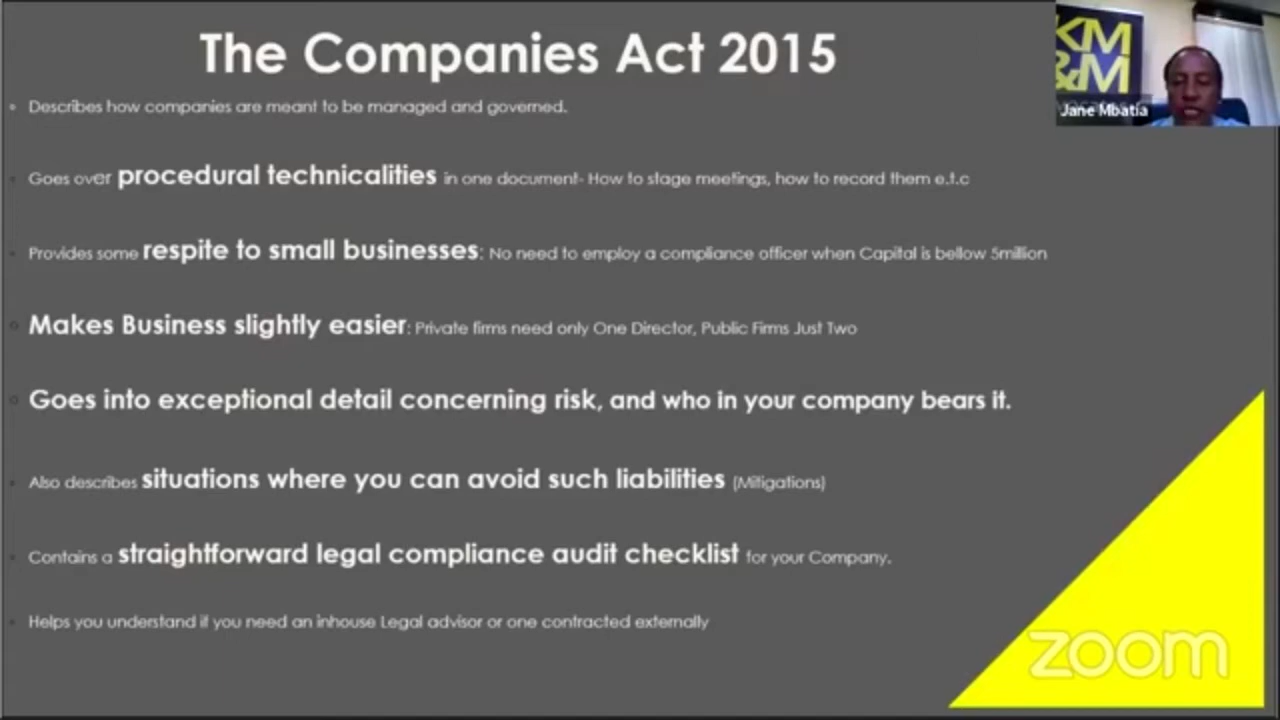 The Companies Act 2015
Describes how companies are meant to be managed and governed.
Goes over procedural technicalities in one document- How to stage meetings, how to record them e.t.c
Provides some respite to small businesses: No need to employ a compliance officer when Capital is bellow 5million
Makes Business slightly easier: Private firms need only One Director, Public Firms Just Two
Goes into exceptional detail concerning risk, and who in your company bears it.
Also describes situations where you can avoid such liabilities (Mitigations)
Contains a straightforward legal compliance audit checklist for your Company.
Helps you understand if you need an inhouse Legal advisor or one contracted externally
KM
&M
Jane Mbatia
zoom